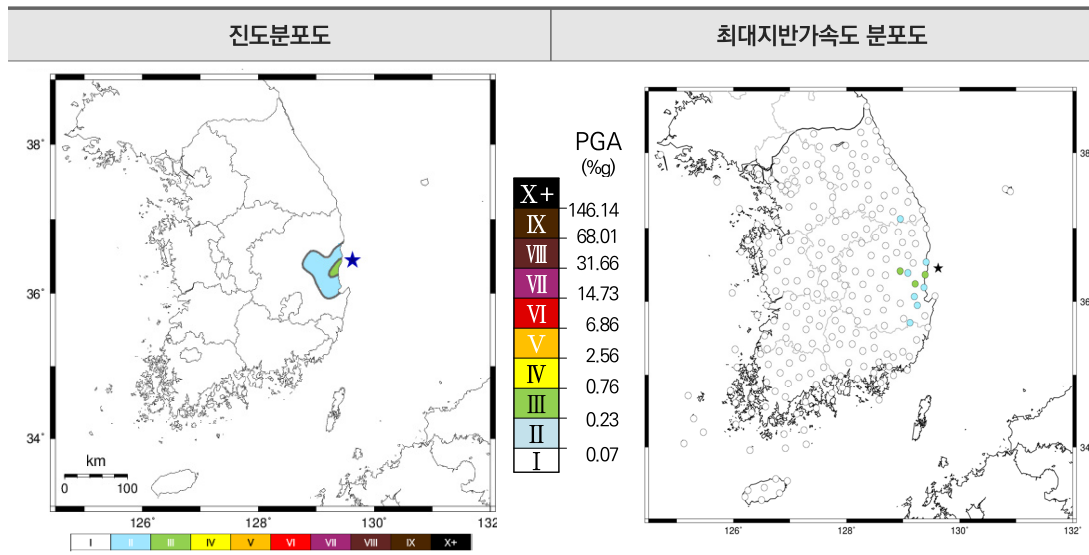 진도분포도
최대지반가속도 분포도
38˚
36˚
34˚
km
0 100
126˚ 128˚ 130˚ 132
I II III IV V VI VII VIII IX X+
PGA
(%g)
X+
146.14
IX
68.01
VIII
31.66
VII
14.73
VI
6.86
V
2.56
IV
0.76
III
0.23
II
0.07
I
38
36
34
126˚ 128˚ 130˚ 132